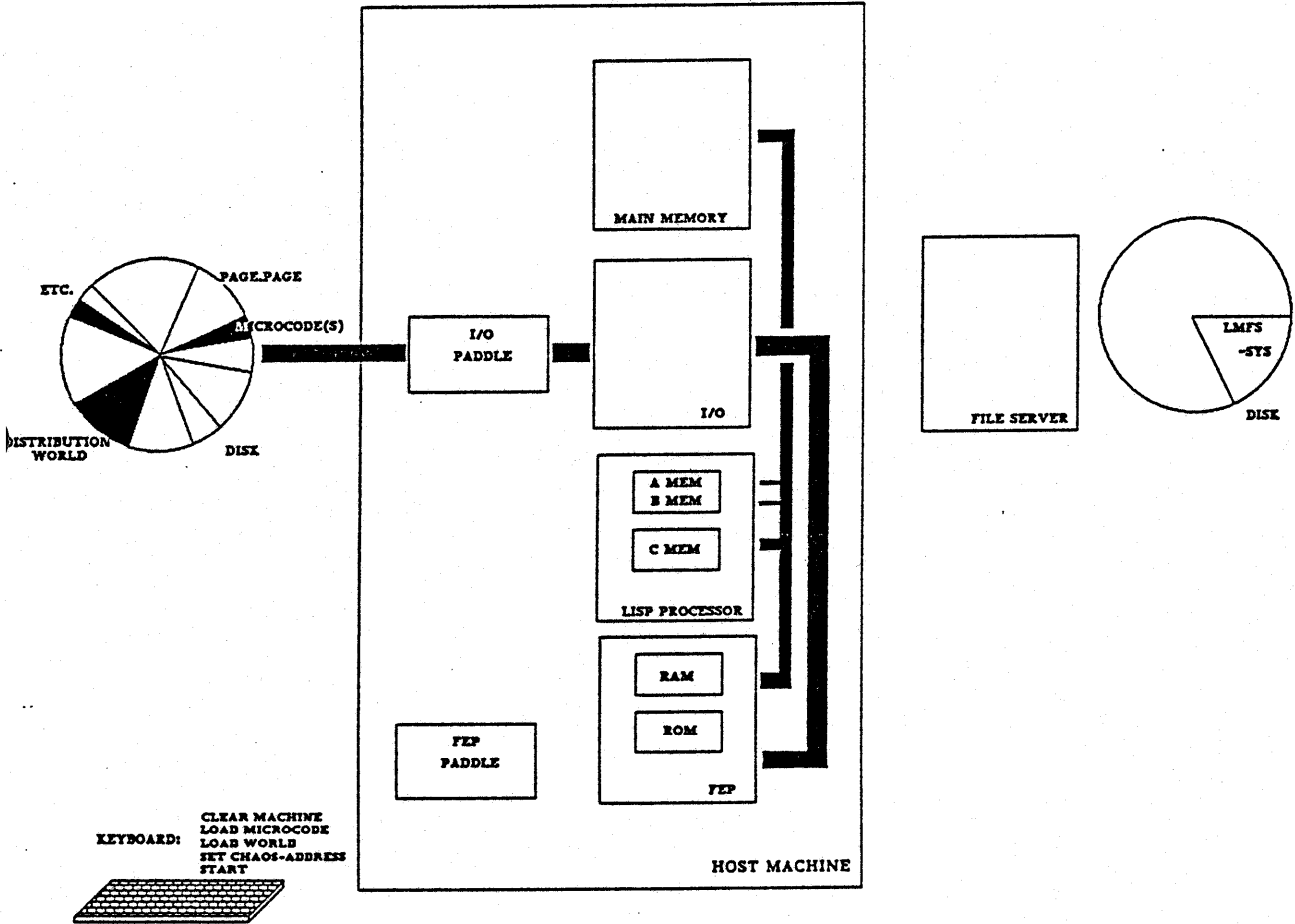 MAIN MEMORY
ETC.
PAGE.PAGE
MICROCODE(S)
I/O
PADDLE
I/O
DISTRIBUTION
WORLD
DISK
LMFS
-SYS
FILE SERVER
DISK
A MEM
B MEM
C MEM
LISP PROCESSOR
RAM
ROM
FEP
FEP
PADDLE
KEYBOARD:
CLEAR MACHINE
LOAD MICROCODE
LOAD WORLD
SET CHAOS-ADDRESS
START
HOST MACHINE